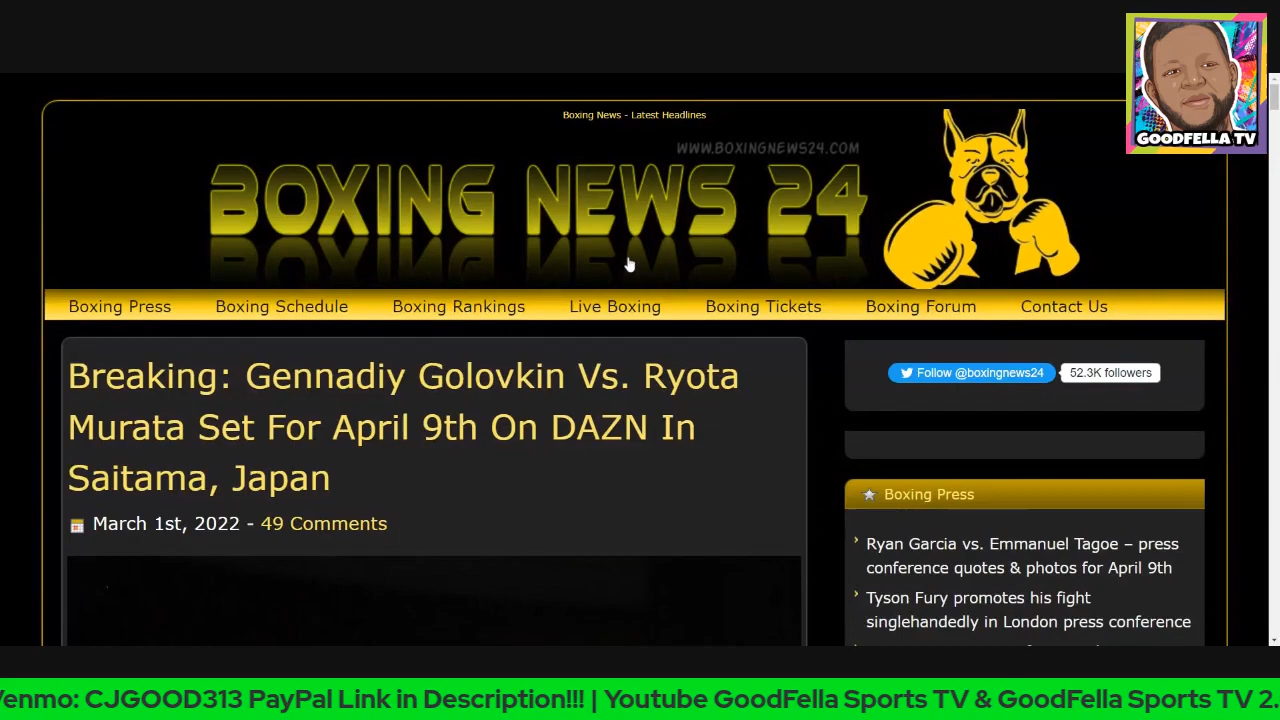 GOODFELLA TV
Boxing News - Latest Headlines
WWW.BOXINGNEWS24.COM
BOXING NEWS 24
Boxing Press Boxing Schedule Boxing Rankings Live Boxing Boxing Tickets Boxing Forum Contact Us
Breaking: Gennadiy Golovkin Vs. Ryota
Murata Set For April 9th On DAZN In
Saitama, Japan
March 1st, 2022 - 49 Comments
Follow @boxingnews24 52.3K followers
Boxing Press
Ryan Garcia vs. Emmanuel Tagoe – press
conference quotes & photos for April 9th
Tyson Fury promotes his fight
singlehandedly in London press conference
Venmo: CJGOOD313 PayPal Link in Description!!! | Youtube GoodFella Sports TV & GoodFella Sports TV 2.